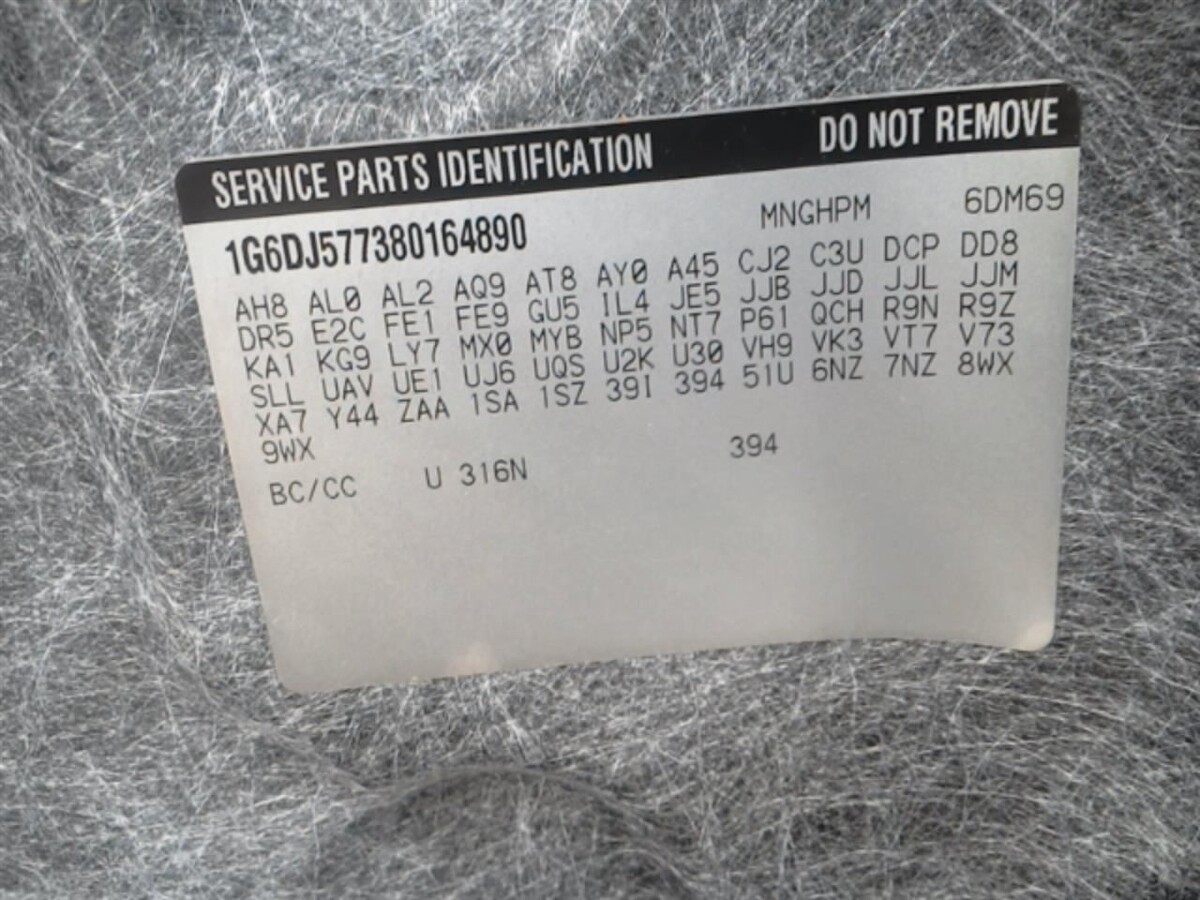 SERVICE PARTS IDENTIFICATION DO NOT REMOVE
1G6DJ577380164890 MNGHPM 6DM69
AH8 AL0 AL2 AQ9 AT8 AY0 A45 CJ2 C3U DCP DD8
DR5 E2C FE1 FE9 GU5 IL4 JE5 JJB JJD JJL JJM
KA1 KG9 LY7 MX0 MYB NP5 NT7 P61 QCH R9N R9Z
SLL UAV UE1 UJ6 UQS U2K U30 VH9 VK3 VT7 V73
XA7 Y44 ZAA 1SA 1SZ 39I 394 51U 6NZ 7NZ 8WX
9WX
BC/CC U 316N 394